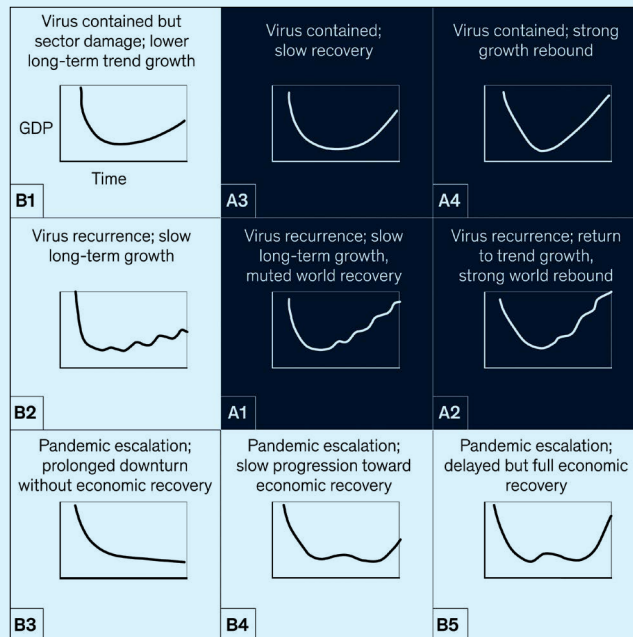 Virus contained but
sector damage; lower
long-term trend growth
GDP
Time
B1
Virus contained;
slow recovery
A3
Virus contained; strong
growth rebound
A4
Virus recurrence; slow
long-term growth
B2
Virus recurrence; slow
long-term growth,
muted world recovery
A1
Virus recurrence; return
to trend growth,
strong world rebound
A2
Pandemic escalation;
prolonged downturn
without economic recovery
B3
Pandemic escalation;
slow progression toward
economic recovery
B4
Pandemic escalation;
delayed but full economic
recovery
B5